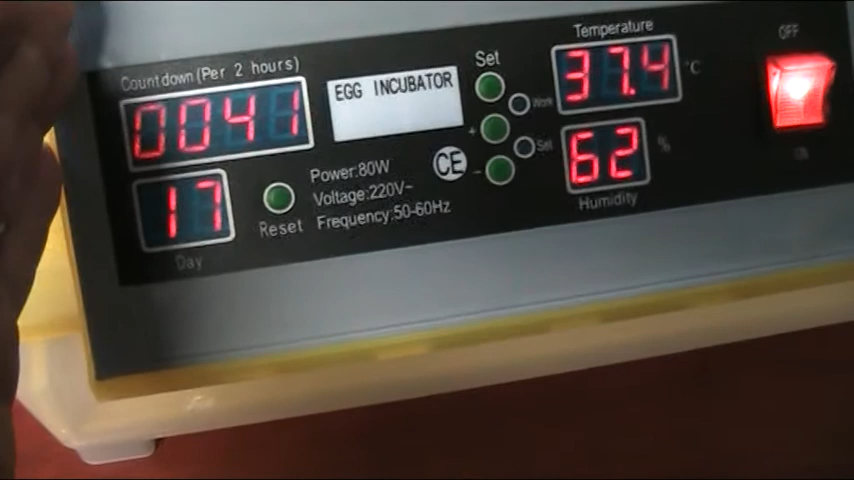 Countdown(Per 2 hours)
0041
17
Day
Reset
EGG INCUBATOR
Power:80W
Voltage:220V~
Frequency:50-60Hz
CE
Set
+
-
Work
Set
Temperature
37.4 °C
62 %
Humidity
OFF
ON